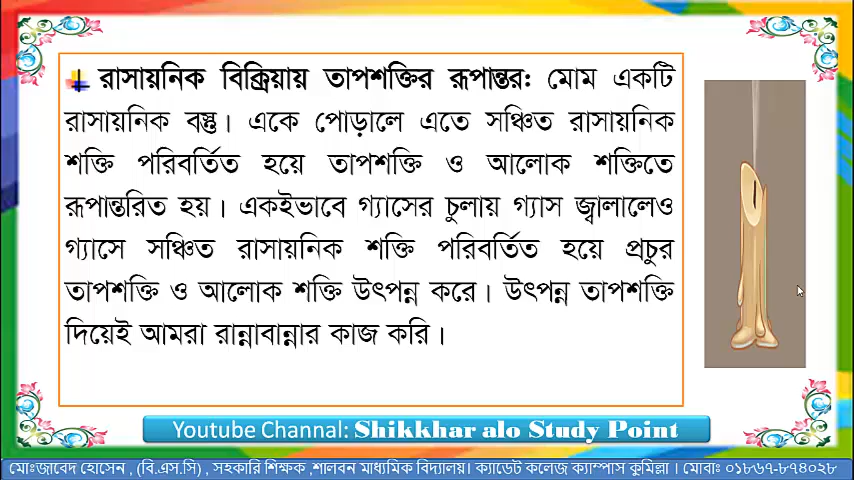 রাসায়নিক বিক্রিয়ায় তাপশক্তির রূপান্তর: মোম একটি
রাসায়নিক বস্তু। একে পোড়ালে এতে সঞ্চিত রাসায়নিক
শক্তি পরিবর্তিত হয়ে তাপশক্তি ও আলোক শক্তিতে
রূপান্তরিত হয়। একইভাবে গ্যাসের চুলায় গ্যাস জ্বালালেও
গ্যাসে সঞ্চিত রাসায়নিক শক্তি পরিবর্তিত হয়ে প্রচুর
তাপশক্তি ও আলোক শক্তি উৎপন্ন করে। উৎপন্ন তাপশক্তি
দিয়েই আমরা রান্নাবান্নার কাজ করি।
Youtube Channal: Shikkhar alo Study Point
মোঃজাবেদ হোসেন , (বি.এস.সি) , সহকারি শিক্ষক ,শালবন মাধ্যমিক বিদ্যালয়। ক্যাডেট কলেজ ক্যাম্পাস কুমিল্লা । মোবাঃ ০১৮৬৭-৮৭৪০২৮